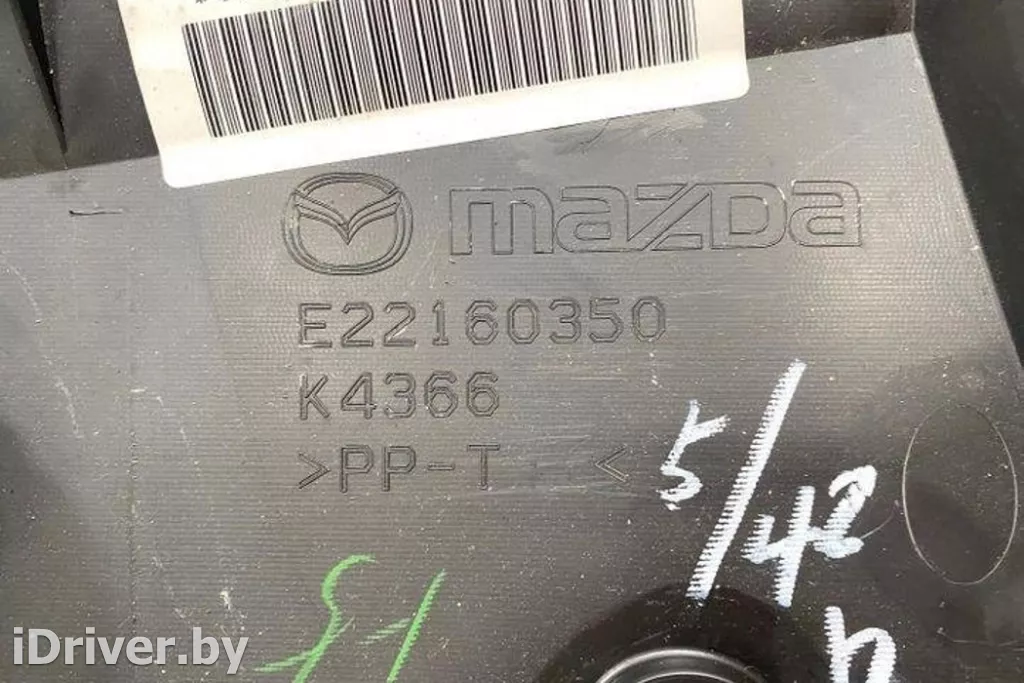 mazda
E22160350
K4366
>PP-T <
5/42
iDriver.by